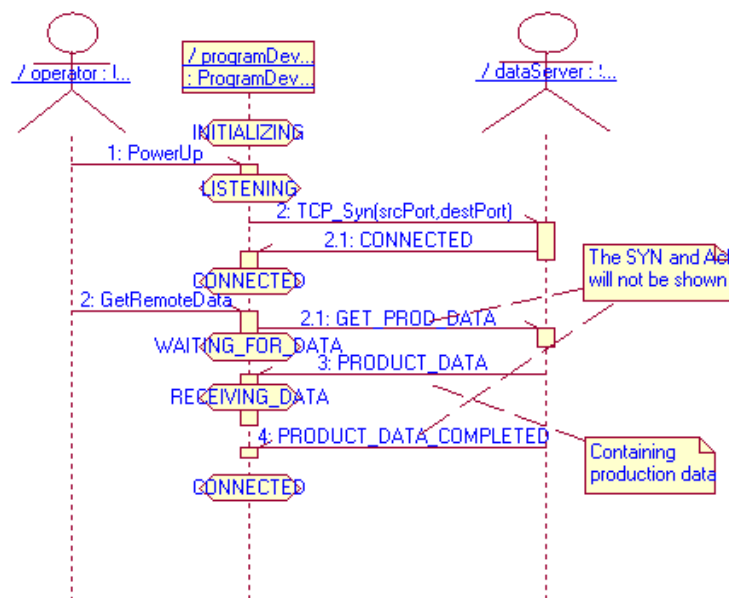 / operator : I...
/ programDev...
: ProgramDev...
/ dataServer : S...
INITIALIZING
1: PowerUp
LISTENING
2: TCP_Syn(srcPort,destPort)
2.1: CONNECTED
The SYN and Ack
will not be shown
CONNECTED
2: GetRemoteData
2.1: GET_PROD_DATA
WAITING_FOR_DATA
3: PRODUCT_DATA
RECEIVING_DATA
4: PRODUCT_DATA_COMPLETED
Containing
production data
CONNECTED